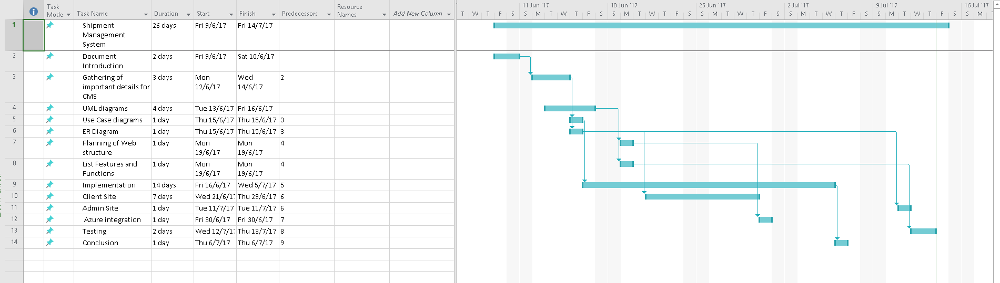 Task Mode Task Name Duration Start Finish Predecessors Resource Names Add New Column
11 Jun '17 18 Jun '17 25 Jun '17 2 Jul '17 9 Jul '17 16 Jul '17
T W T F S S M T W T F S S M T W T F S S M T W T F S S M T W T F S S M T W T F S S M
1 Shipment Management System 26 days Fri 9/6/17 Fri 14/7/17
2 Document Introduction 2 days Fri 9/6/17 Sat 10/6/17
3 Gathering of important details for CMS 3 days Mon 12/6/17 Wed 14/6/17 2
4 UML diagrams 4 days Tue 13/6/17 Fri 16/6/17
5 Use Case diagrams 1 day Thu 15/6/17 Thu 15/6/17 3
6 ER Diagram 1 day Thu 15/6/17 Thu 15/6/17 3
7 Planning of Web structure 1 day Mon 19/6/17 Mon 19/6/17 4
8 List Features and Functions 1 day Mon 19/6/17 Mon 19/6/17 4
9 Implementation 14 days Fri 16/6/17 Wed 5/7/17 5
10 Client Site 7 days Wed 21/6/17 Thu 29/6/17 6
11 Admin Site 1 day Tue 11/7/17 Tue 11/7/17 6
12 Azure integration 1 day Fri 30/6/17 Fri 30/6/17 7
13 Testing 2 days Wed 12/7/17 Thu 13/7/17 8
14 Conclusion 1 day Thu 6/7/17 Thu 6/7/17 9